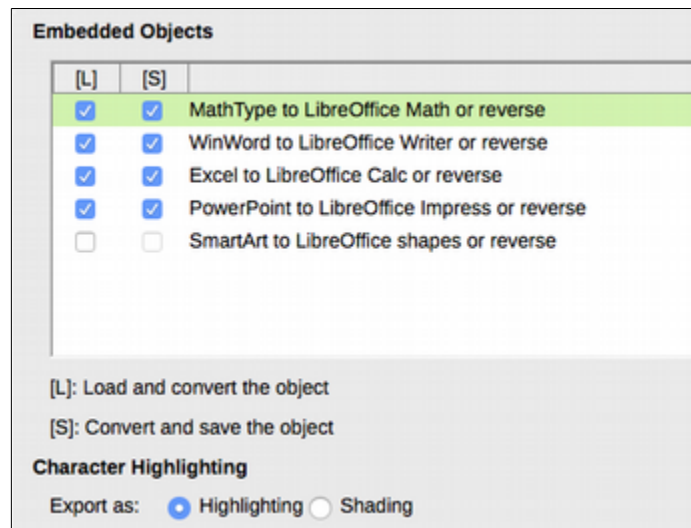 Embedded Objects
[L] [S]
MathType to LibreOffice Math or reverse
WinWord to LibreOffice Writer or reverse
Excel to LibreOffice Calc or reverse
PowerPoint to LibreOffice Impress or reverse
SmartArt to LibreOffice shapes or reverse
[L]: Load and convert the object
[S]: Convert and save the object
Character Highlighting
Export as: Highlighting Shading